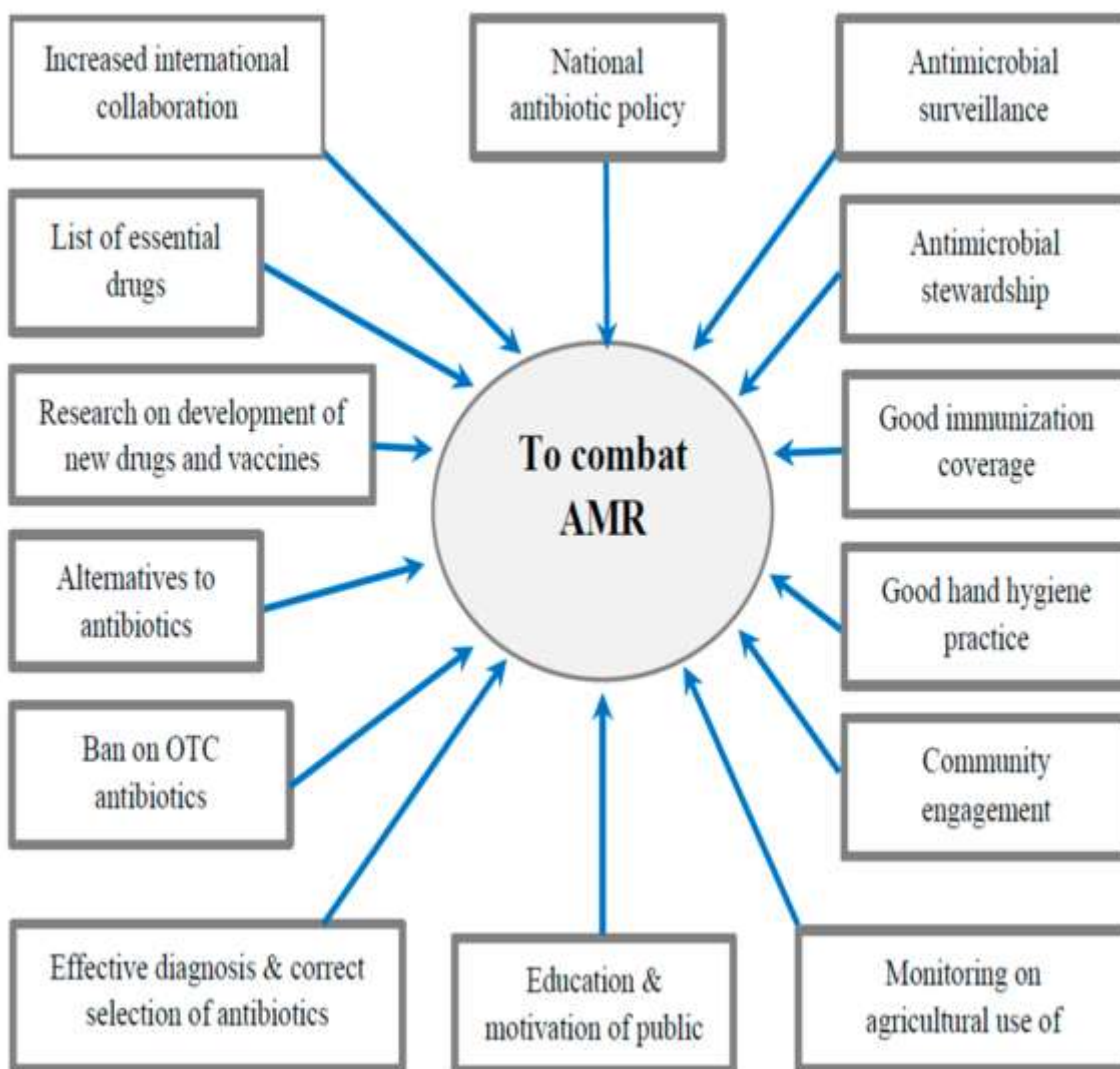 Increased international
collaboration
National
antibiotic policy
Antimicrobial
surveillance
List of essential
drugs
Antimicrobial
stewardship
Research on development of
new drugs and vaccines
To combat
AMR
Good immunization
coverage
Alternatives to
antibiotics
Good hand hygiene
practice
Ban on OTC
antibiotics
Community
engagement
Effective diagnosis & correct
selection of antibiotics
Education &
motivation of public
Monitoring on
agricultural use of